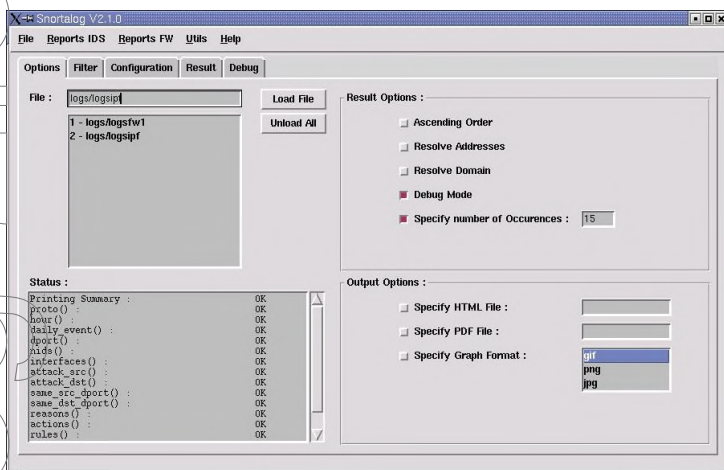 Snortalog V2.1.0
File Reports IDS Reports FW Utils Help
Options Filter Configuration Result Debug
File : logs/logsipf Load File
Unload All
1 - logs/logsfw1
2 - logs/logsipf
Result Options :
Ascending Order
Resolve Addresses
Resolve Domain
Debug Mode
Specify number of Occurences : 15
Status :
Printing Summary : OK
proto() : OK
hour() : OK
daily_event() : OK
dport() : OK
nids() : OK
interfaces() : OK
attack_src() : OK
attack_dst() : OK
same_src_dport() : OK
same_dst_dport() : OK
reasons() : OK
actions() : OK
rules() : OK
Output Options :
Specify HTML File :
Specify PDF File :
Specify Graph Format :
gif
png
jpg